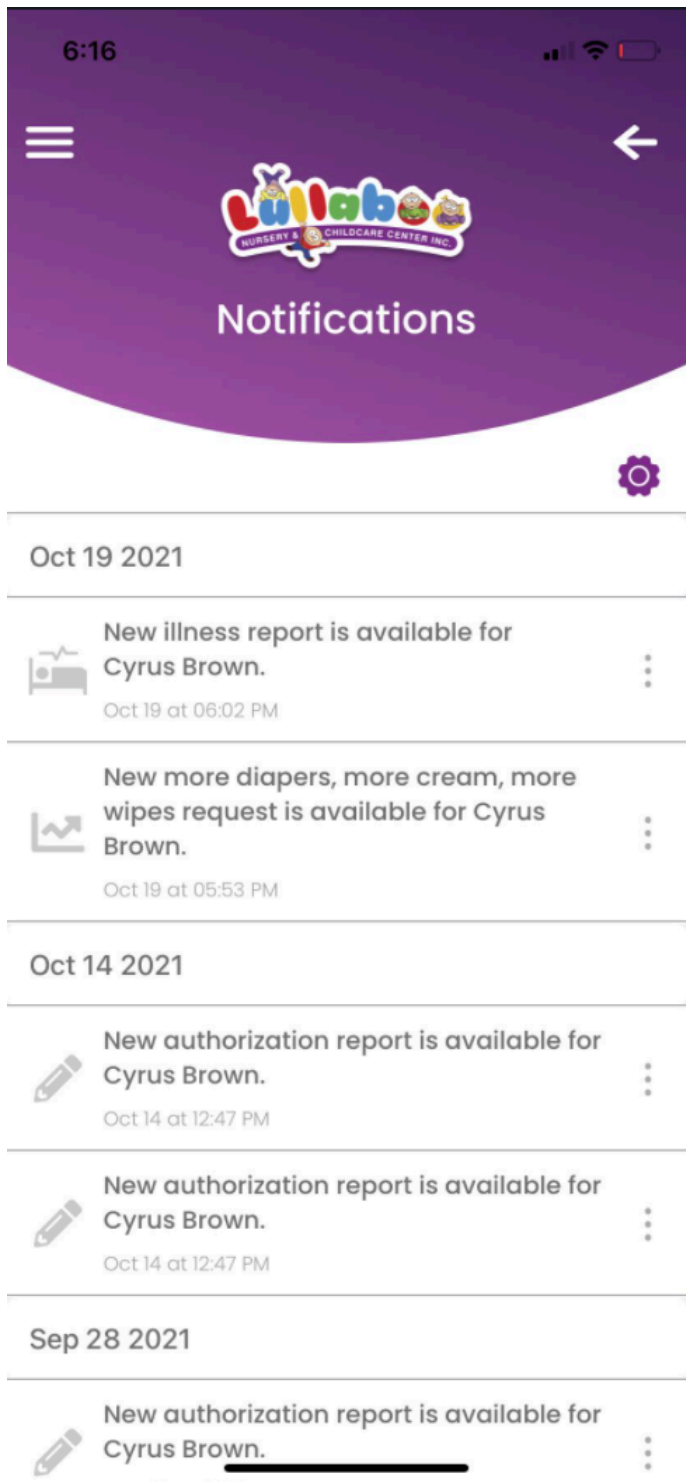 6:16
Lullaboo
NURSERY & CHILDCARE CENTER INC.
Notifications
Oct 19 2021
New illness report is available for
Cyrus Brown.
Oct 19 at 06:02 PM
New more diapers, more cream, more
wipes request is available for Cyrus
Brown.
Oct 19 at 05:53 PM
Oct 14 2021
New authorization report is available for
Cyrus Brown.
Oct 14 at 12:47 PM
New authorization report is available for
Cyrus Brown.
Oct 14 at 12:47 PM
Sep 28 2021
New authorization report is available for
Cyrus Brown.